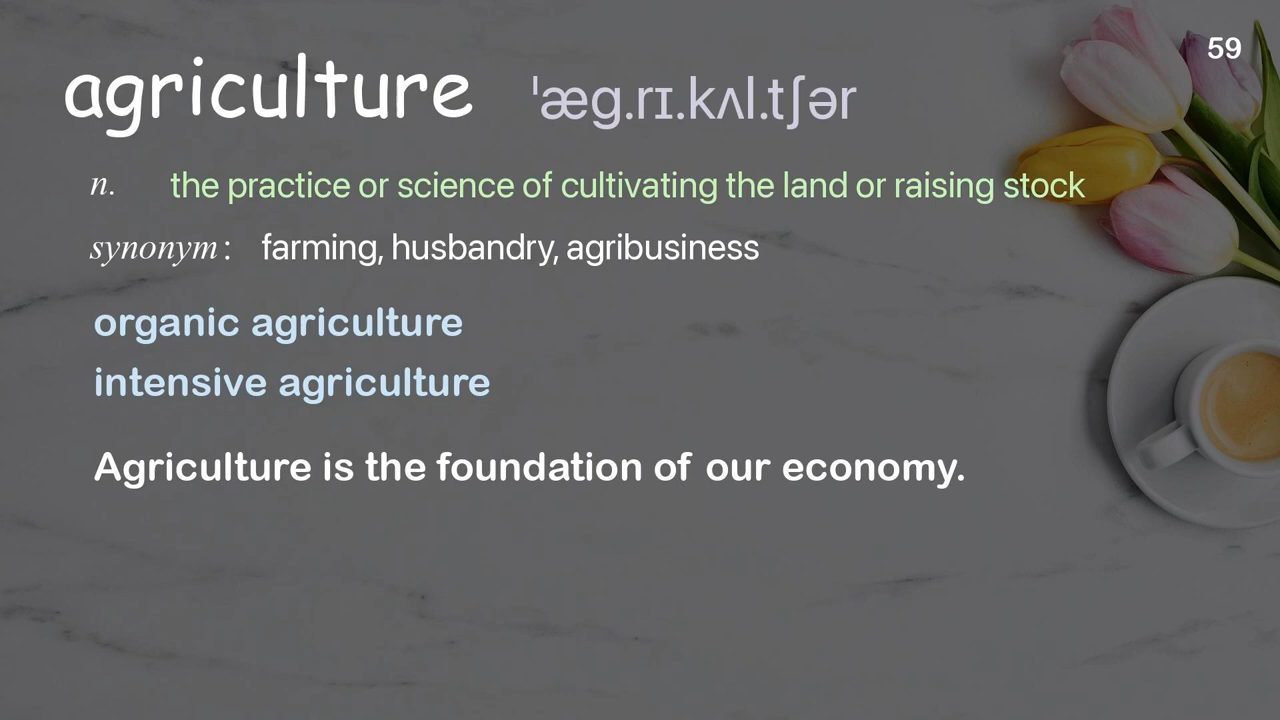 59
agriculture ˈæɡ.rɪ.kʌl.tʃər
n. the practice or science of cultivating the land or raising stock
synonym: farming, husbandry, agribusiness
organic agriculture
intensive agriculture
Agriculture is the foundation of our economy.